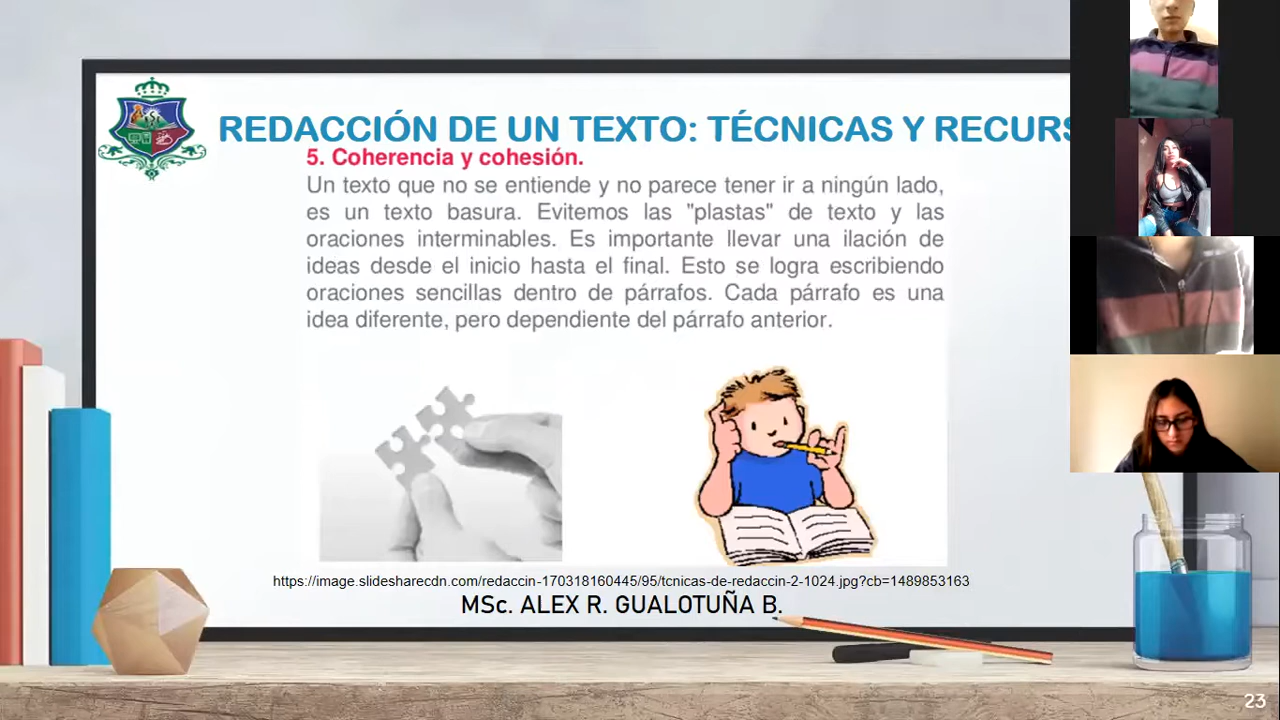 REDACCIÓN DE UN TEXTO: TÉCNICAS Y RECURS
5. Coherencia y cohesión.
Un texto que no se entiende y no parece tener ir a ningún lado,
es un texto basura. Evitemos las "plastas" de texto y las
oraciones interminables. Es importante llevar una ilación de
ideas desde el inicio hasta el final. Esto se logra escribiendo
oraciones sencillas dentro de párrafos. Cada párrafo es una
idea diferente, pero dependiente del párrafo anterior.
https://image.slidesharecdn.com/redaccin-170318160445/95/tcnicas-de-redaccin-2-1024.jpg?cb=1489853163
MSc. ALEX R. GUALOTUÑA B.
23